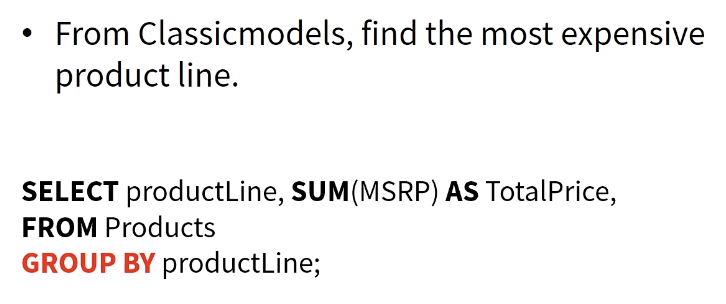 • From Classicmodels, find the most expensive
product line.
SELECT productLine, SUM(MSRP) AS TotalPrice,
FROM Products
GROUP BY productLine;